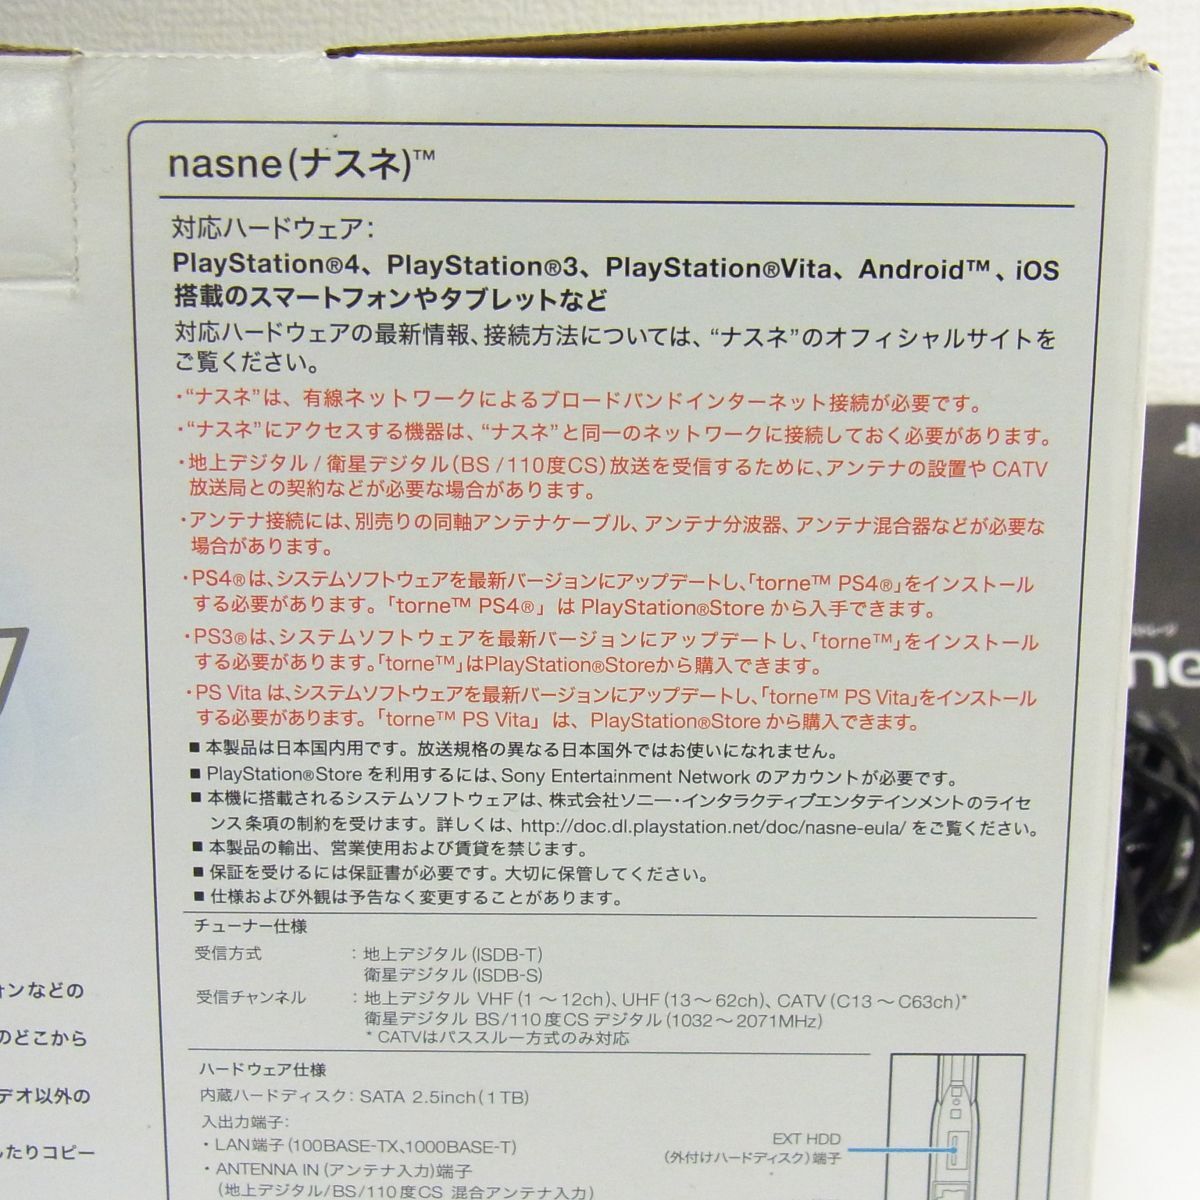 nasne(ナスネ)™
対応ハードウェア:
PlayStation®4、PlayStation®3、PlayStation®Vita、Android™、iOS
搭載のスマートフォンやタブレットなど
対応ハードウェアの最新情報、接続方法については、“ナスネ”のオフィシャルサイトを
ご覧ください。
・“ナスネ”は、有線ネットワークによるブロードバンドインターネット接続が必要です。
・“ナスネ”にアクセスする機器は、“ナスネ”と同一のネットワークに接続しておく必要があります。
・地上デジタル/衛星デジタル(BS/110度CS)放送を受信するために、アンテナの設置やCATV
放送局との契約などが必要な場合があります。
・アンテナ接続には、別売りの同軸アンテナケーブル、アンテナ分波器、アンテナ混合器などが必要な
場合があります。
・PS4®は、システムソフトウェアを最新バージョンにアップデートし、「torne™ PS4®」をインストール
する必要があります。「torne™ PS4®」はPlayStation®Storeから入手できます。
・PS3®は、システムソフトウェアを最新バージョンにアップデートし、「torne™」をインストール
する必要があります。「torne™」はPlayStation®Storeから購入できます。
・PS Vitaは、システムソフトウェアを最新バージョンにアップデートし、「torne™ PS Vita」をインストール
する必要があります。「torne™ PS Vita」は、PlayStation®Storeから購入できます。
■本製品は日本国内用です。放送規格の異なる日本国外ではお使いになれません。
■PlayStation®Storeを利用するには、Sony Entertainment Networkのアカウントが必要です。
■本機に搭載されるシステムソフトウェアは、株式会社ソニー・インタラクティブエンタテインメントのライセ
ンス条項の制約を受けます。詳しくは、http://doc.dl.playstation.net/doc/nasne-eula/をご覧ください。
■本製品の輸出、営業使用および賃貸を禁じます。
■保証を受けるには保証書が必要です。大切に保管してください。
■仕様および外観は予告なく変更することがあります。
チューナー仕様
受信方式 :地上デジタル(ISDB-T)
衛星デジタル(ISDB-S)
受信チャンネル :地上デジタル VHF(1〜12ch)、UHF(13〜62ch)、CATV(C13〜C63ch)*
衛星デジタル BS/110度CSデジタル(1032〜2071MHz)
* CATVはパススルー方式のみ対応
ハードウェア仕様
内蔵ハードディスク:SATA 2.5inch(1TB)
入出力端子:
・LAN端子(100BASE-TX,1000BASE-T)
・ANTENNA IN(アンテナ入力)端子
(地上デジタル/BS/110度CS 混合アンテナ入力)
EXT HDD
(外付けハードディスク)端子
ォンなどの
のどこから
デオ以外の
したりコピー
ne